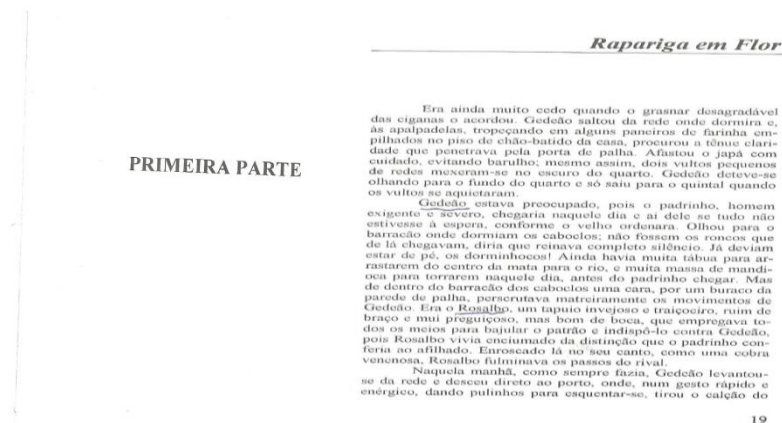 PRIMEIRA PARTE
Rapariga em Flor
Era ainda muito cedo quando o grasnar desagradável
das ciganas o acordou. Gedeão saltou da rede onde dormira e,
às apalpadelas, tropeçando em alguns paneiros de farinha em-
pilhados no piso de chão-batido da casa, procurou a tênue clari-
dade que penetrava pela porta de palha. Afastou o japá com
cuidado, evitando barulho; mesmo assim, dois vultos pequenos
de redes mexeram-se no escuro do quarto. Gedeão deteve-se
olhando para o fundo do quarto e só saiu para o quintal quando
os vultos se aquietaram.
Gedeão estava preocupado, pois o padrinho, homem
exigente e severo, chegaria naquele dia e ai dele se tudo não
estivesse à espera, conforme o velho ordenara. Olhou para o
barracão onde dormiam os caboclos; não fossem os roncos que
de lá chegavam, diria que reinava completo silêncio. Já deviam
estar de pé, os dorminhocos! Ainda havia muita tábua para ar-
rastarem do centro da mata para o rio, e muita massa de mandi-
oca para torrarem naquele dia, antes do padrinho chegar. Mas
de dentro do barracão dos caboclos uma cara, por um buraco da
parede de palha, perscrutava matreiramente os movimentos de
Gedeão. Era o Rosalbo, um tapuio invejoso e traiçoeiro, ruim de
braço e mui preguiçoso, mas bom de boca, que empregava to-
dos os meios para bajular o patrão e indispô-lo contra Gedeão,
pois Rosalbo vivia enciumado da distinção que o padrinho con-
feria ao afilhado. Enroscado lá no seu canto, como uma cobra
venenosa, Rosalbo fulminava os passos do rival.
Naquela manhã, como sempre fazia, Gedeão levantou-
se da rede e desceu direto ao porto, onde, num gesto rápido e
enérgico, dando pulinhos para esquentar-se, tirou o calção do
19